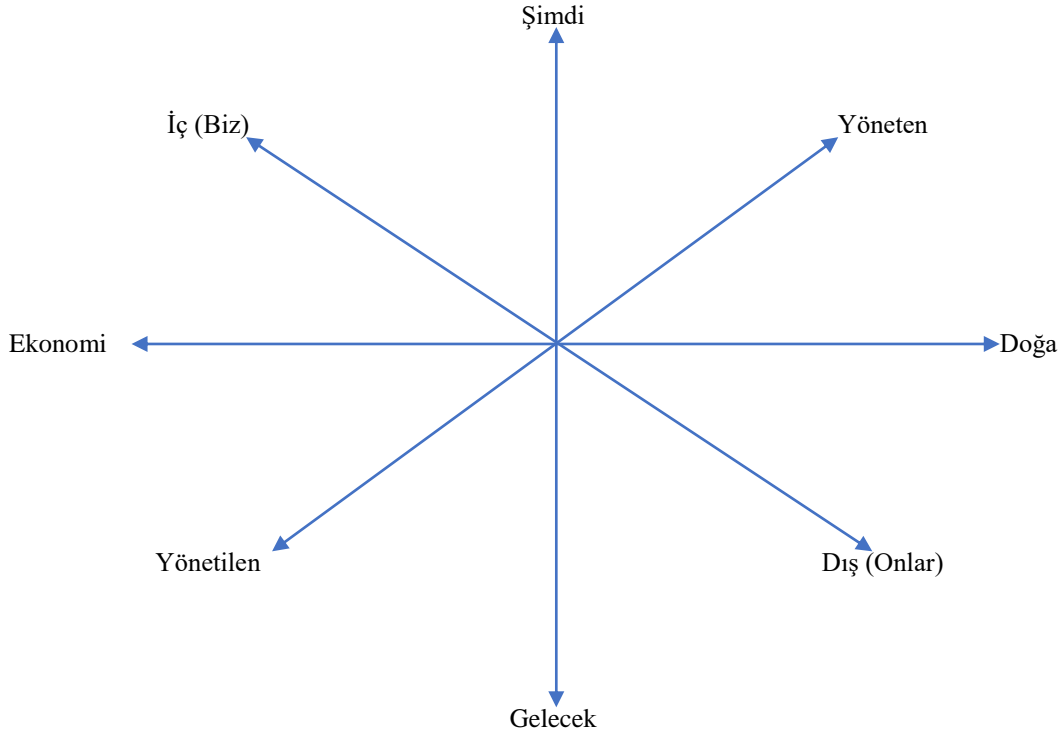 Şimdi
İç (Biz)
Yöneten
Ekonomi
Doğa
Yönetilen
Dış (Onlar)
Gelecek